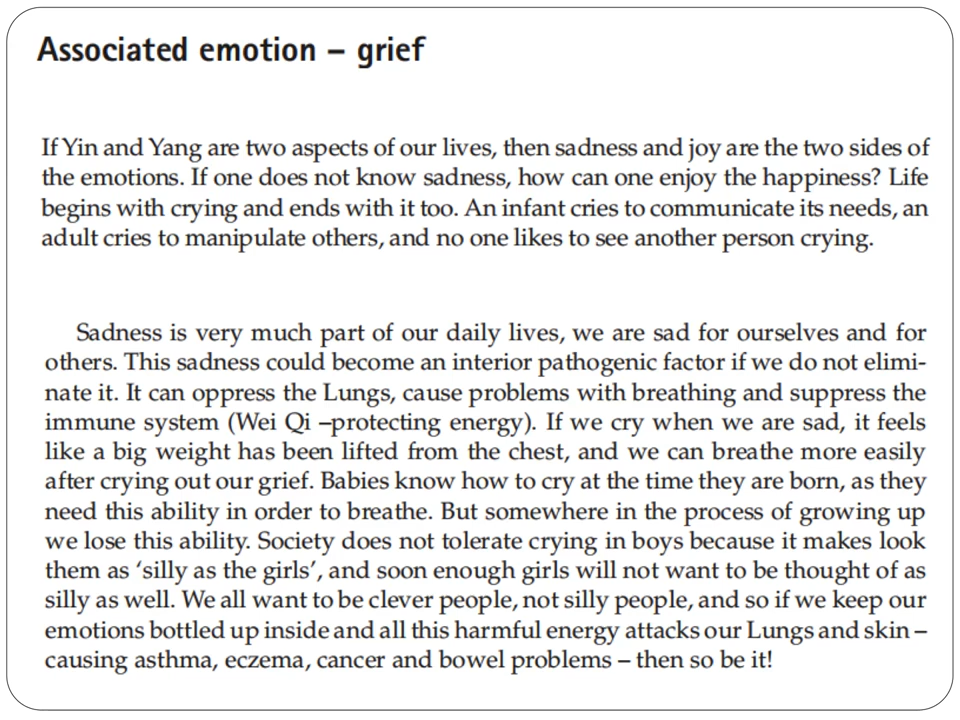 Associated emotion – grief
If Yin and Yang are two aspects of our lives, then sadness and joy are the two sides of
the emotions. If one does not know sadness, how can one enjoy the happiness? Life
begins with crying and ends with it too. An infant cries to communicate its needs, an
adult cries to manipulate others, and no one likes to see another person crying.
Sadness is very much part of our daily lives, we are sad for ourselves and for
others. This sadness could become an interior pathogenic factor if we do not elimi-
nate it. It can oppress the Lungs, cause problems with breathing and suppress the
immune system (Wei Qi –protecting energy). If we cry when we are sad, it feels
like a big weight has been lifted from the chest, and we can breathe more easily
after crying out our grief. Babies know how to cry at the time they are born, as they
need this ability in order to breathe. But somewhere in the process of growing up
we lose this ability. Society does not tolerate crying in boys because it makes look
them as ‘silly as the girls’, and soon enough girls will not want to be thought of as
silly as well. We all want to be clever people, not silly people, and so if we keep our
emotions bottled up inside and all this harmful energy attacks our Lungs and skin –
causing asthma, eczema, cancer and bowel problems – then so be it!